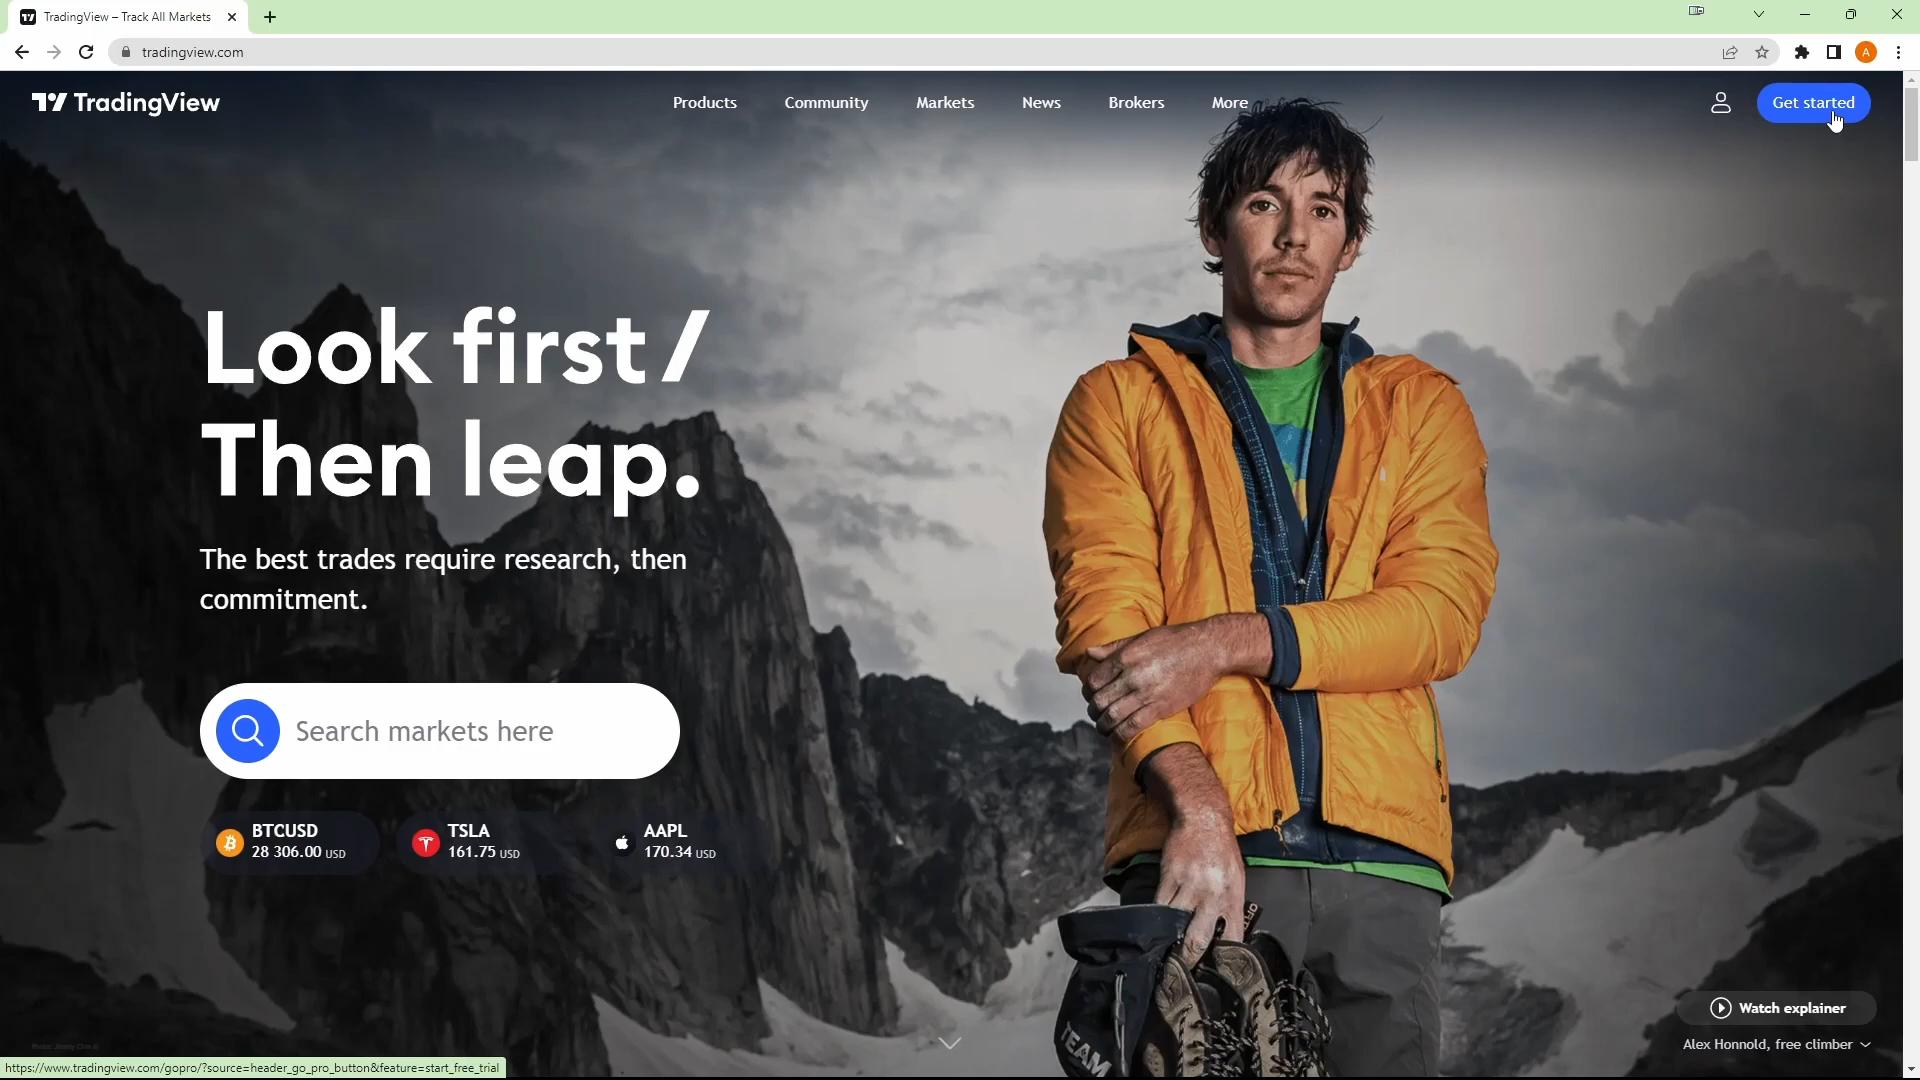 TradingView – Track All Markets
tradingview.com
A
TradingView
Products
Community
Markets
News
Brokers
More
Get started
Look first /
Then leap.
The best trades require research, then
commitment.
Search markets here
BTCUSD
28 306.00 USD
TSLA
161.75 USD
AAPL
170.34 USD
TEAM
Watch explainer
Alex Honnold, free climber
https://www.tradingview.com/gopro/?source=header_go_pro_button&feature=start_free_trial